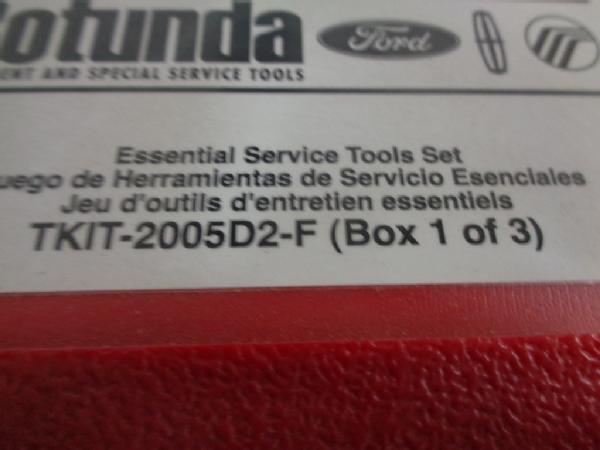 Rotunda
Ford
ENT AND SPECIAL SERVICE TOOLS
Essential Service Tools Set
uego de Herramientas de Servicio Esenciales
Jeu d'outils d'entretien essentiels
TKIT-2005D2-F (Box 1 of 3)